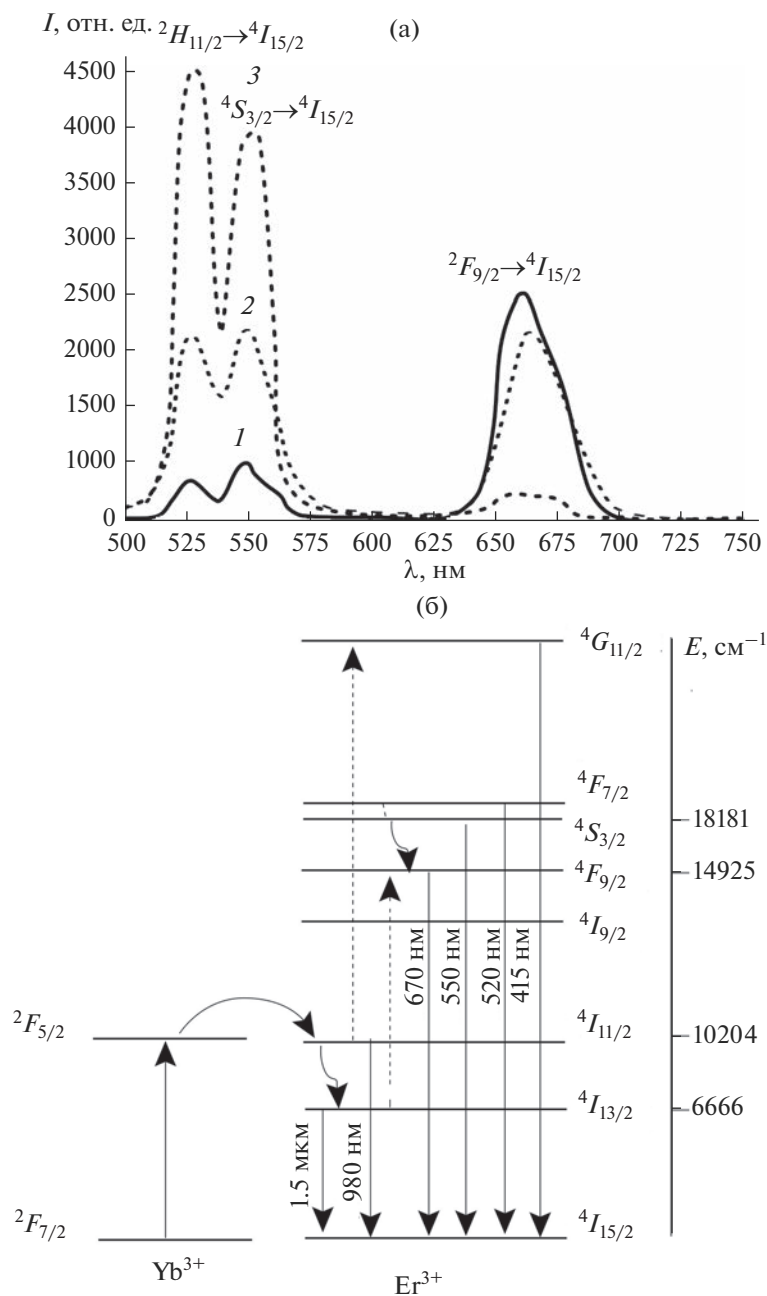 I, отн. ед. ²H₁₁/₂→⁴I₁₅/₂ (а)
4500
3
4000
⁴S₃/₂→⁴I₁₅/₂
3500
3000
²F₉/₂→⁴I₁₅/₂
2500
2
2000
1500
1
1000
500
0
500 525 550 600 625 650 675 700 725 750
λ, нм
(б)
⁴G₁₁/₂ E, см⁻¹
⁴F₇/₂
18181
⁴S₃/₂
⁴F₉/₂ 14925
⁴I₉/₂
670 нм 550 нм 520 нм 415 нм
²F₅/₂ ⁴I₁₁/₂ 10204
⁴I₁₃/₂ 6666
1.5 мкм 980 нм
²F₇/₂ ⁴I₁₅/₂
Yb³⁺ Er³⁺